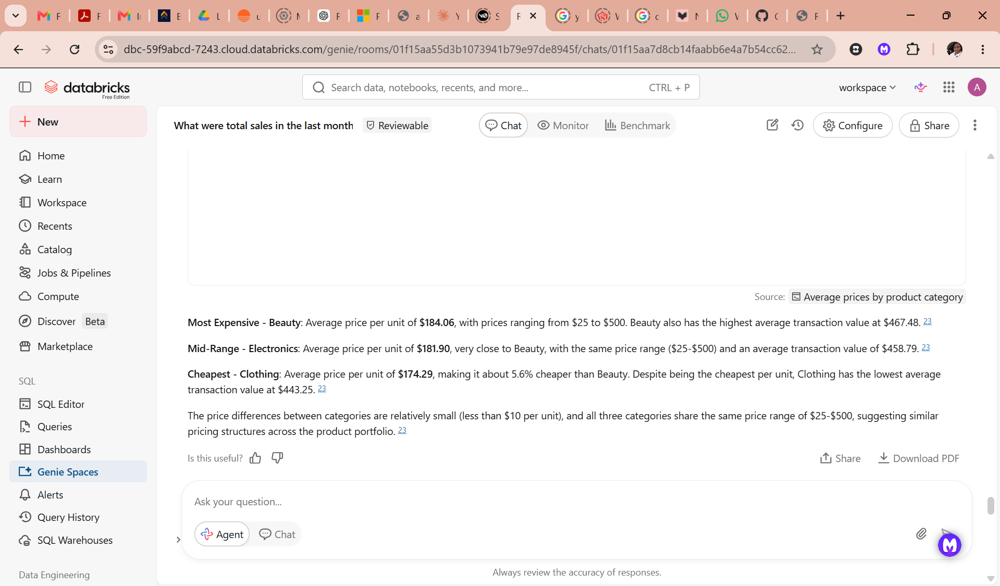 F
F
I
E
L
u
M
F
F
a
Y
S
F
y
V
c
N
V
C
F
dbc-59f9abcd-7243.cloud.databricks.com/genie/rooms/01f15aa55d3b1073941b79e97de8945f/chats/01f15aa7d8cb14faabb6e4a7b54cc62...
databricks
Free Edition
Search data, notebooks, recents, and more...
CTRL + P
workspace
A
New
Home
Learn
Workspace
Recents
Catalog
Jobs & Pipelines
Compute
Discover Beta
Marketplace
SQL
SQL Editor
Queries
Dashboards
Genie Spaces
Alerts
Query History
SQL Warehouses
Data Engineering
What were total sales in the last month
Reviewable
Chat
Monitor
Benchmark
Configure
Share
Source: Average prices by product category
Most Expensive - Beauty: Average price per unit of $184.06, with prices ranging from $25 to $500. Beauty also has the highest average transaction value at $467.48. 23
Mid-Range - Electronics: Average price per unit of $181.90, very close to Beauty, with the same price range ($25-$500) and an average transaction value of $458.79. 23
Cheapest - Clothing: Average price per unit of $174.29, making it about 5.6% cheaper than Beauty. Despite being the cheapest per unit, Clothing has the lowest average
transaction value at $443.25. 23
The price differences between categories are relatively small (less than $10 per unit), and all three categories share the same price range of $25-$500, suggesting similar
pricing structures across the product portfolio. 23
Is this useful?
Share
Download PDF
Ask your question...
Agent
Chat
Always review the accuracy of responses.